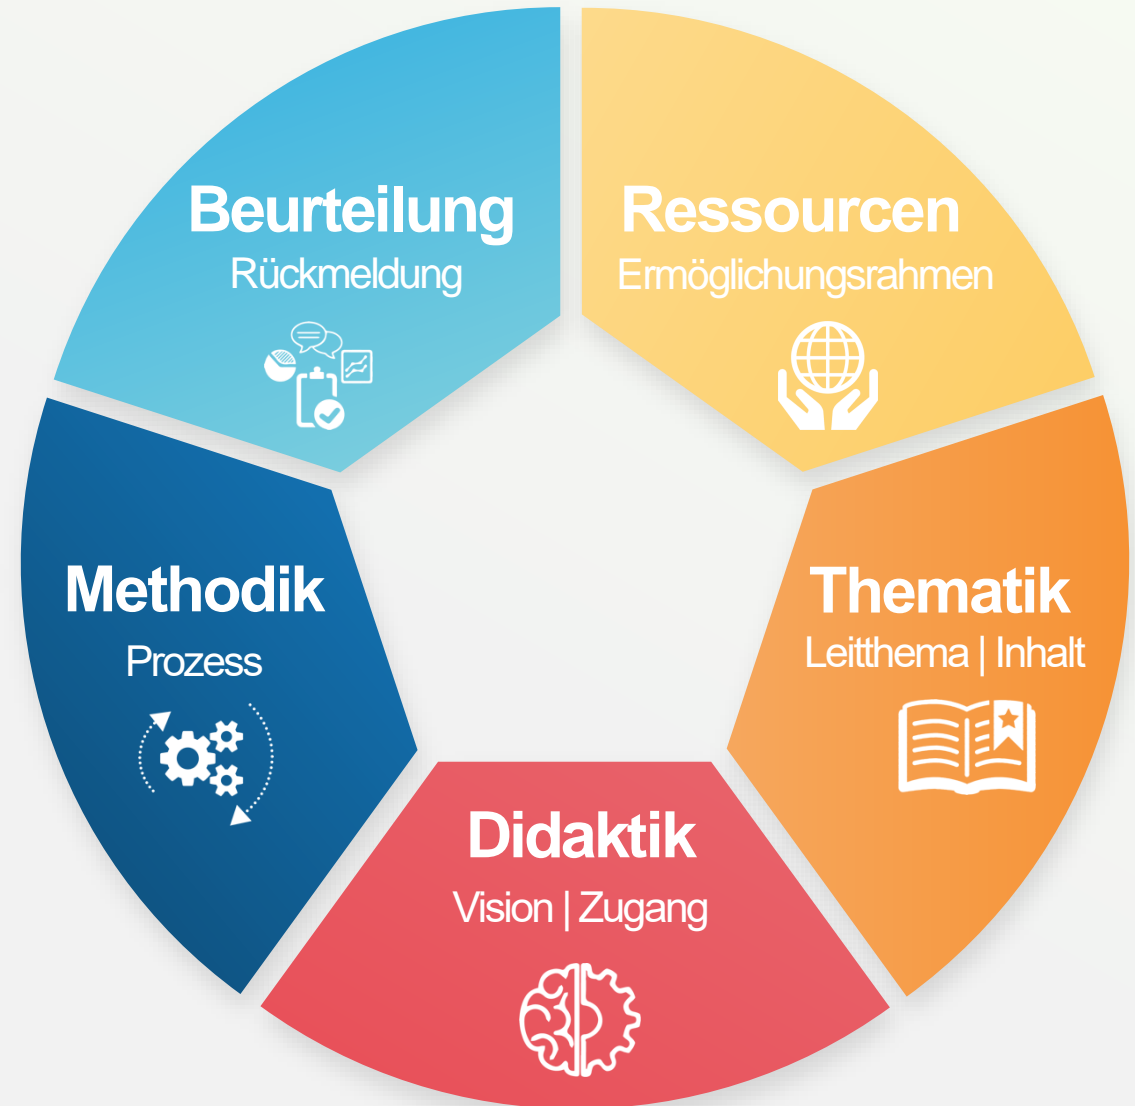 Beurteilung
Rückmeldung
Ressourcen
Ermöglichungsrahmen
Methodik
Prozess
Thematik
Leitthema | Inhalt
Didaktik
Vision | Zugang